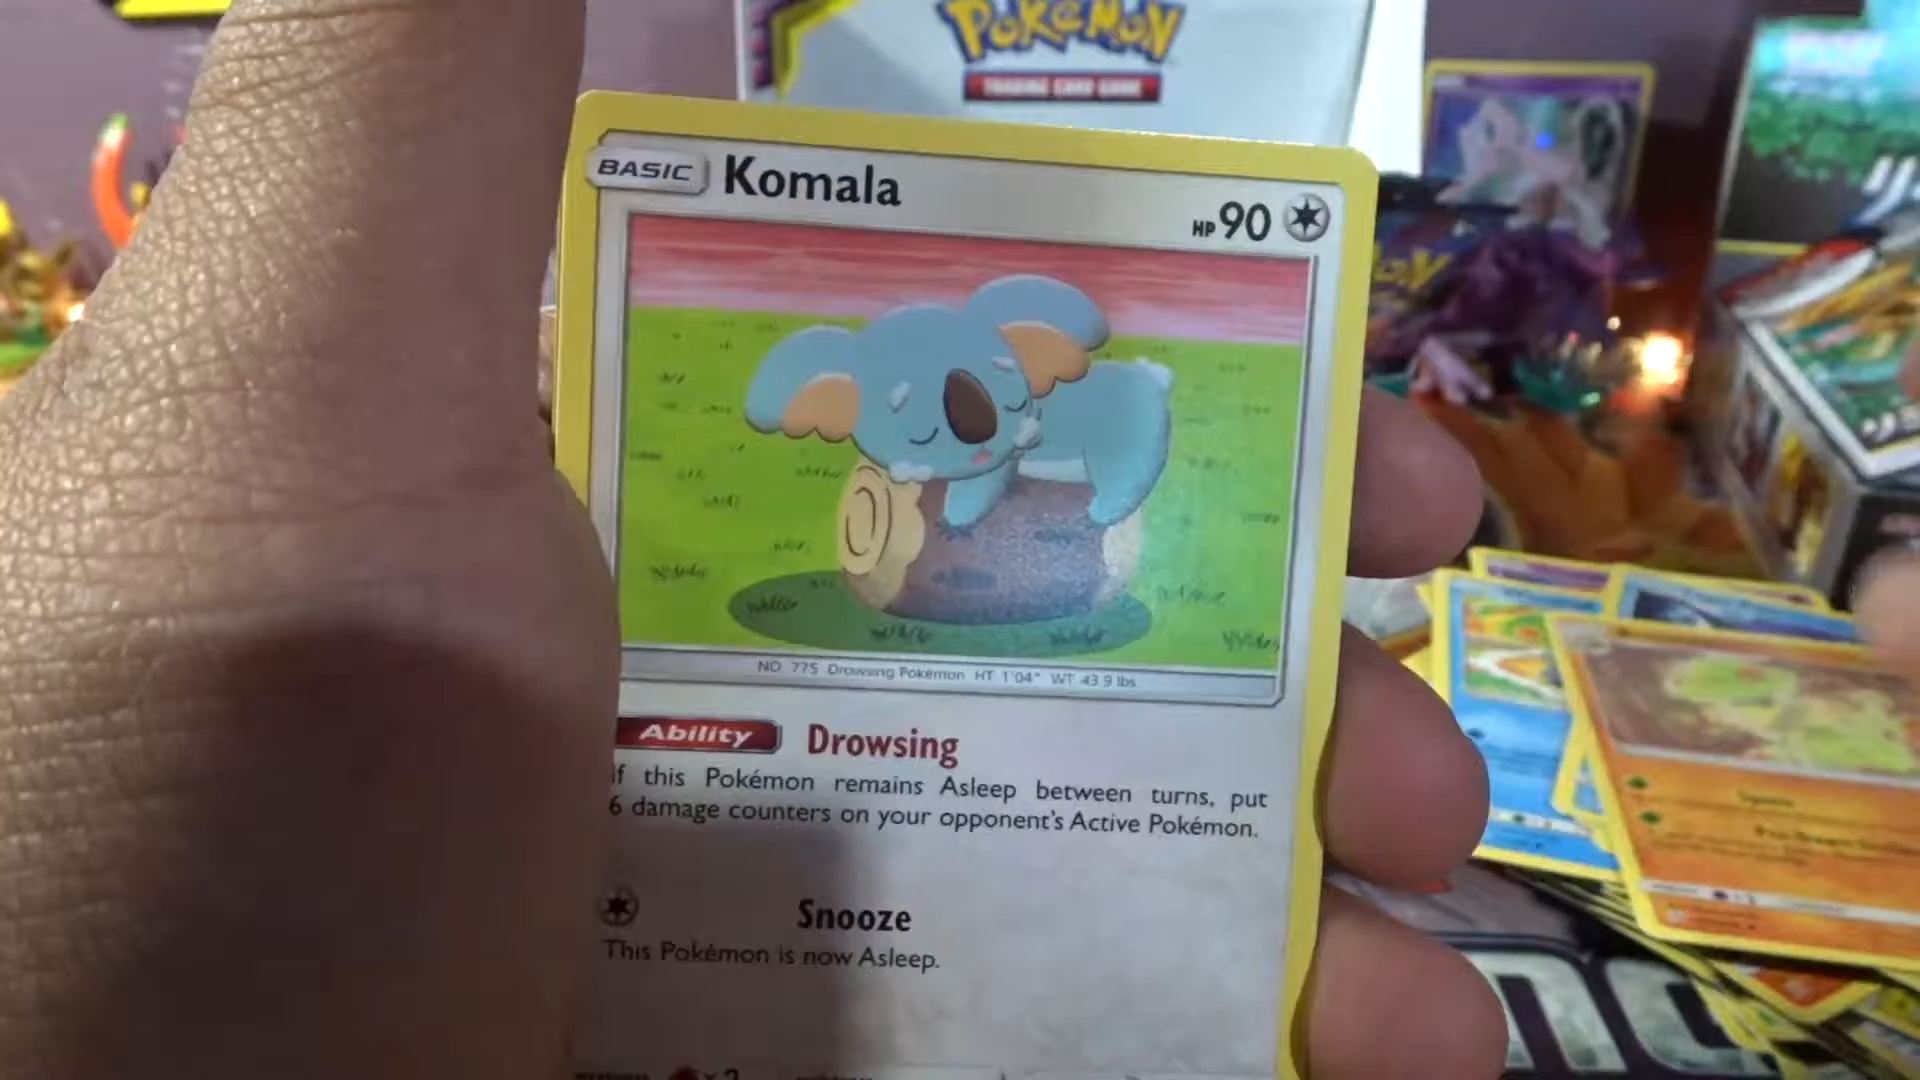 POKéMON
TRADING CARD GAME
BASIC Komala HP 90
NO. 775 Drowsing Pokémon HT 1'04" WT 43.9 lbs
Ability Drowsing
If this Pokémon remains Asleep between turns, put
6 damage counters on your opponent's Active Pokémon.
Snooze
This Pokémon is now Asleep.
×2